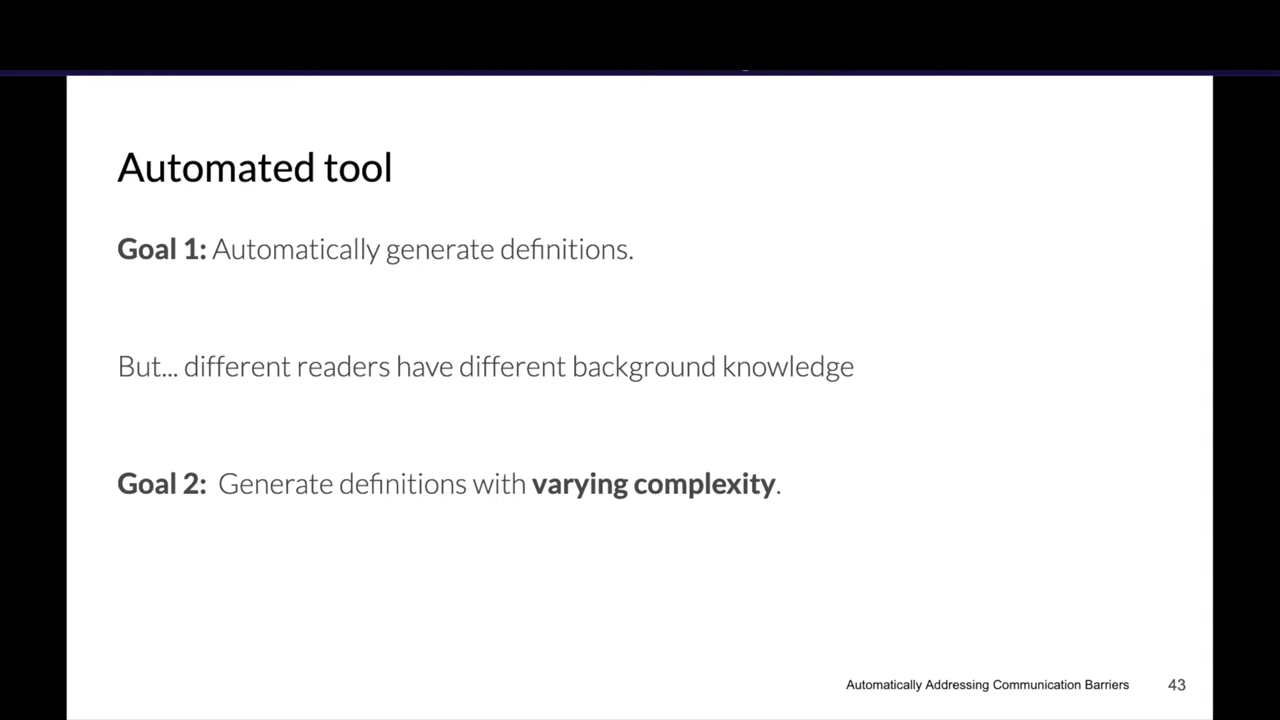 Automated tool
Goal 1: Automatically generate definitions.
But... different readers have different background knowledge
Goal 2: Generate definitions with varying complexity.
Automatically Addressing Communication Barriers 43